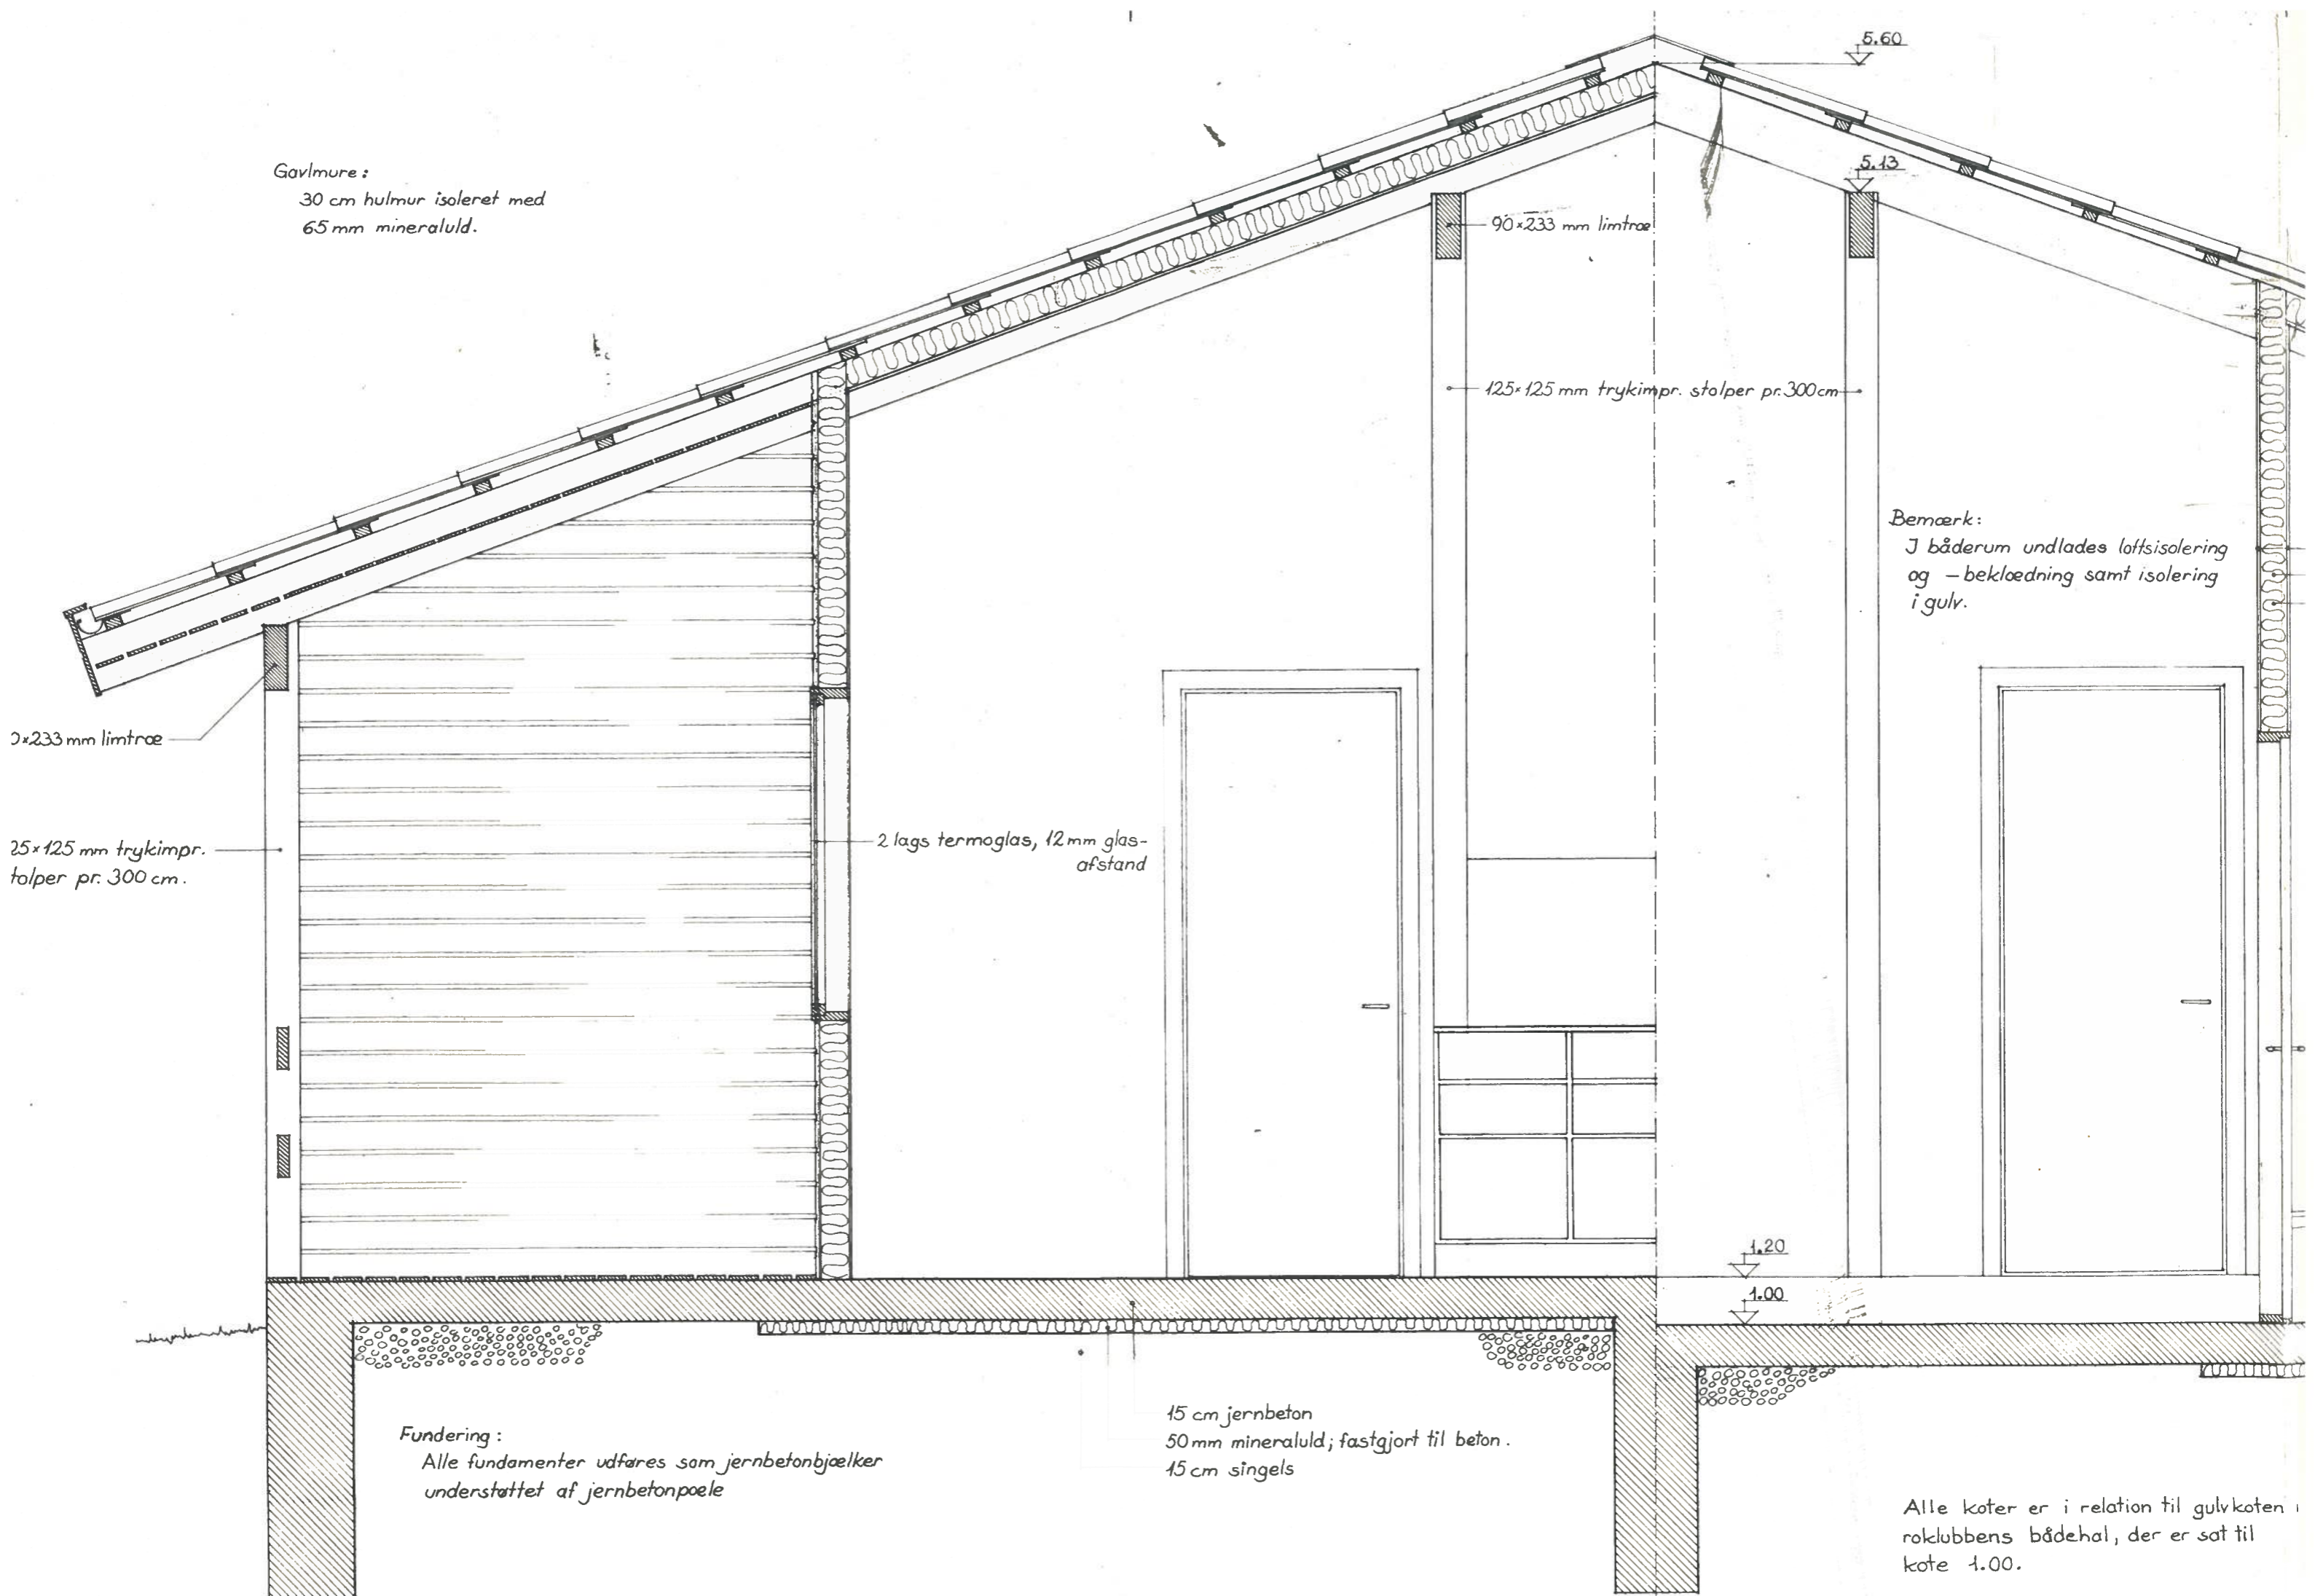 5.60
Gavlmure:
30 cm hulmur isoleret med
65 mm mineraluld.
5.13
90×233 mm limtræ
125×125 mm trykimpr. stolper pr. 300 cm
Bemærk:
I båderum undlades loftsisolering
og - beklædning samt isolering
i gulv.
0×233 mm limtræ
25×125 mm trykimpr.
tolper pr. 300 cm.
2 lags termoglas, 12 mm glas-
afstand
1.20
1.00
15 cm jernbeton
50 mm mineraluld; fastgjort til beton.
15 cm singels
Fundering:
Alle fundamenter udføres som jernbetonbjælker
understøttet af jernbetonpæle
Alle koter er i relation til gulvkoten i
roklubbens bådehal, der er sat til
kote 1.00.